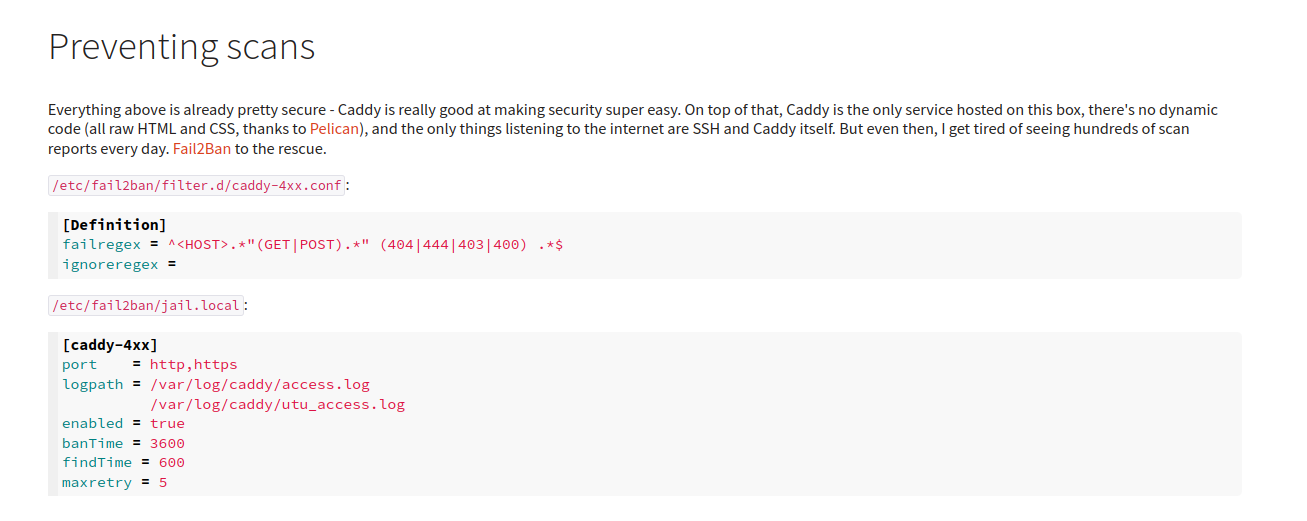 Preventing scans
Everything above is already pretty secure - Caddy is really good at making security super easy. On top of that, Caddy is the only service hosted on this box, there's no dynamic
code (all raw HTML and CSS, thanks to Pelican), and the only things listening to the internet are SSH and Caddy itself. But even then, I get tired of seeing hundreds of scan
reports every day. Fail2Ban to the rescue.
/etc/fail2ban/filter.d/caddy-4xx.conf:
[Definition]
failregex = ^<HOST>.*"(GET|POST).*" (404|444|403|400) .*$
ignoreregex =
/etc/fail2ban/jail.local:
[caddy-4xx]
port    = http,https
logpath = /var/log/caddy/access.log
          /var/log/caddy/utu_access.log
enabled = true
banTime = 3600
findTime = 600
maxretry = 5